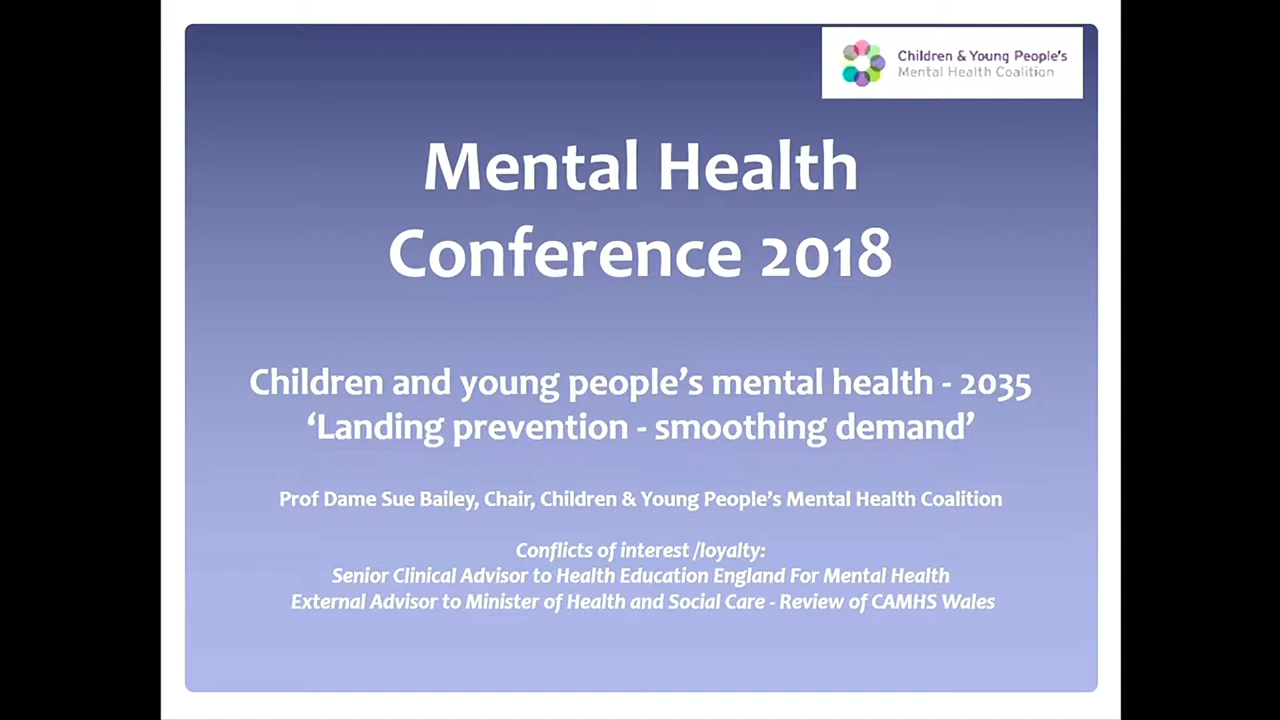 Children & Young People's
Mental Health Coalition
Mental Health
Conference 2018
Children and young people’s mental health - 2035
‘Landing prevention - smoothing demand’
Prof Dame Sue Bailey, Chair, Children & Young People’s Mental Health Coalition
Conflicts of interest /loyalty:
Senior Clinical Advisor to Health Education England For Mental Health
External Advisor to Minister of Health and Social Care - Review of CAMHS Wales